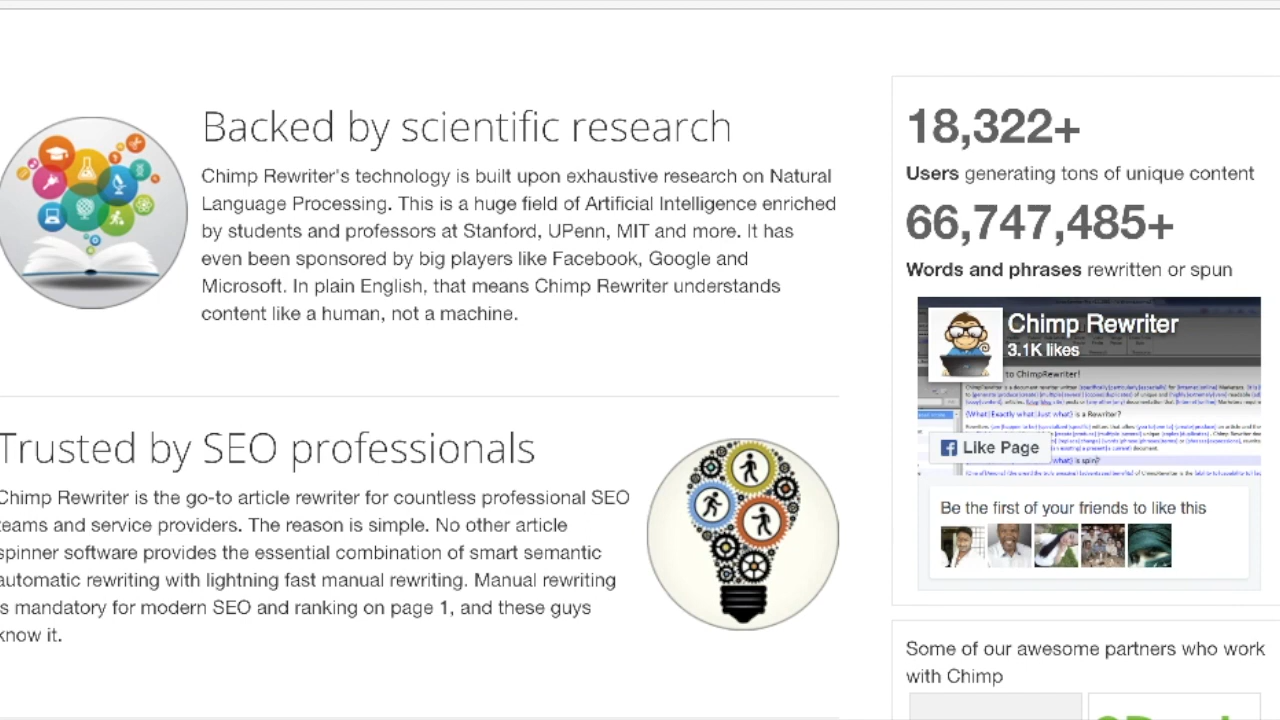 Backed by scientific research
Chimp Rewriter's technology is built upon exhaustive research on Natural
Language Processing. This is a huge field of Artificial Intelligence enriched
by students and professors at Stanford, UPenn, MIT and more. It has
even been sponsored by big players like Facebook, Google and
Microsoft. In plain English, that means Chimp Rewriter understands
content like a human, not a machine.
Trusted by SEO professionals
Chimp Rewriter is the go-to article rewriter for countless professional SEO
teams and service providers. The reason is simple. No other article
spinner software provides the essential combination of smart semantic
automatic rewriting with lightning fast manual rewriting. Manual rewriting
is mandatory for modern SEO and ranking on page 1, and these guys
know it.
18,322+
Users generating tons of unique content
66,747,485+
Words and phrases rewritten or spun
Chimp Rewriter
3.1K likes
to ChimpRewriter!
is a Rewriter?
Like Page
what} is spin?
Be the first of your friends to like this
Some of our awesome partners who work
with Chimp